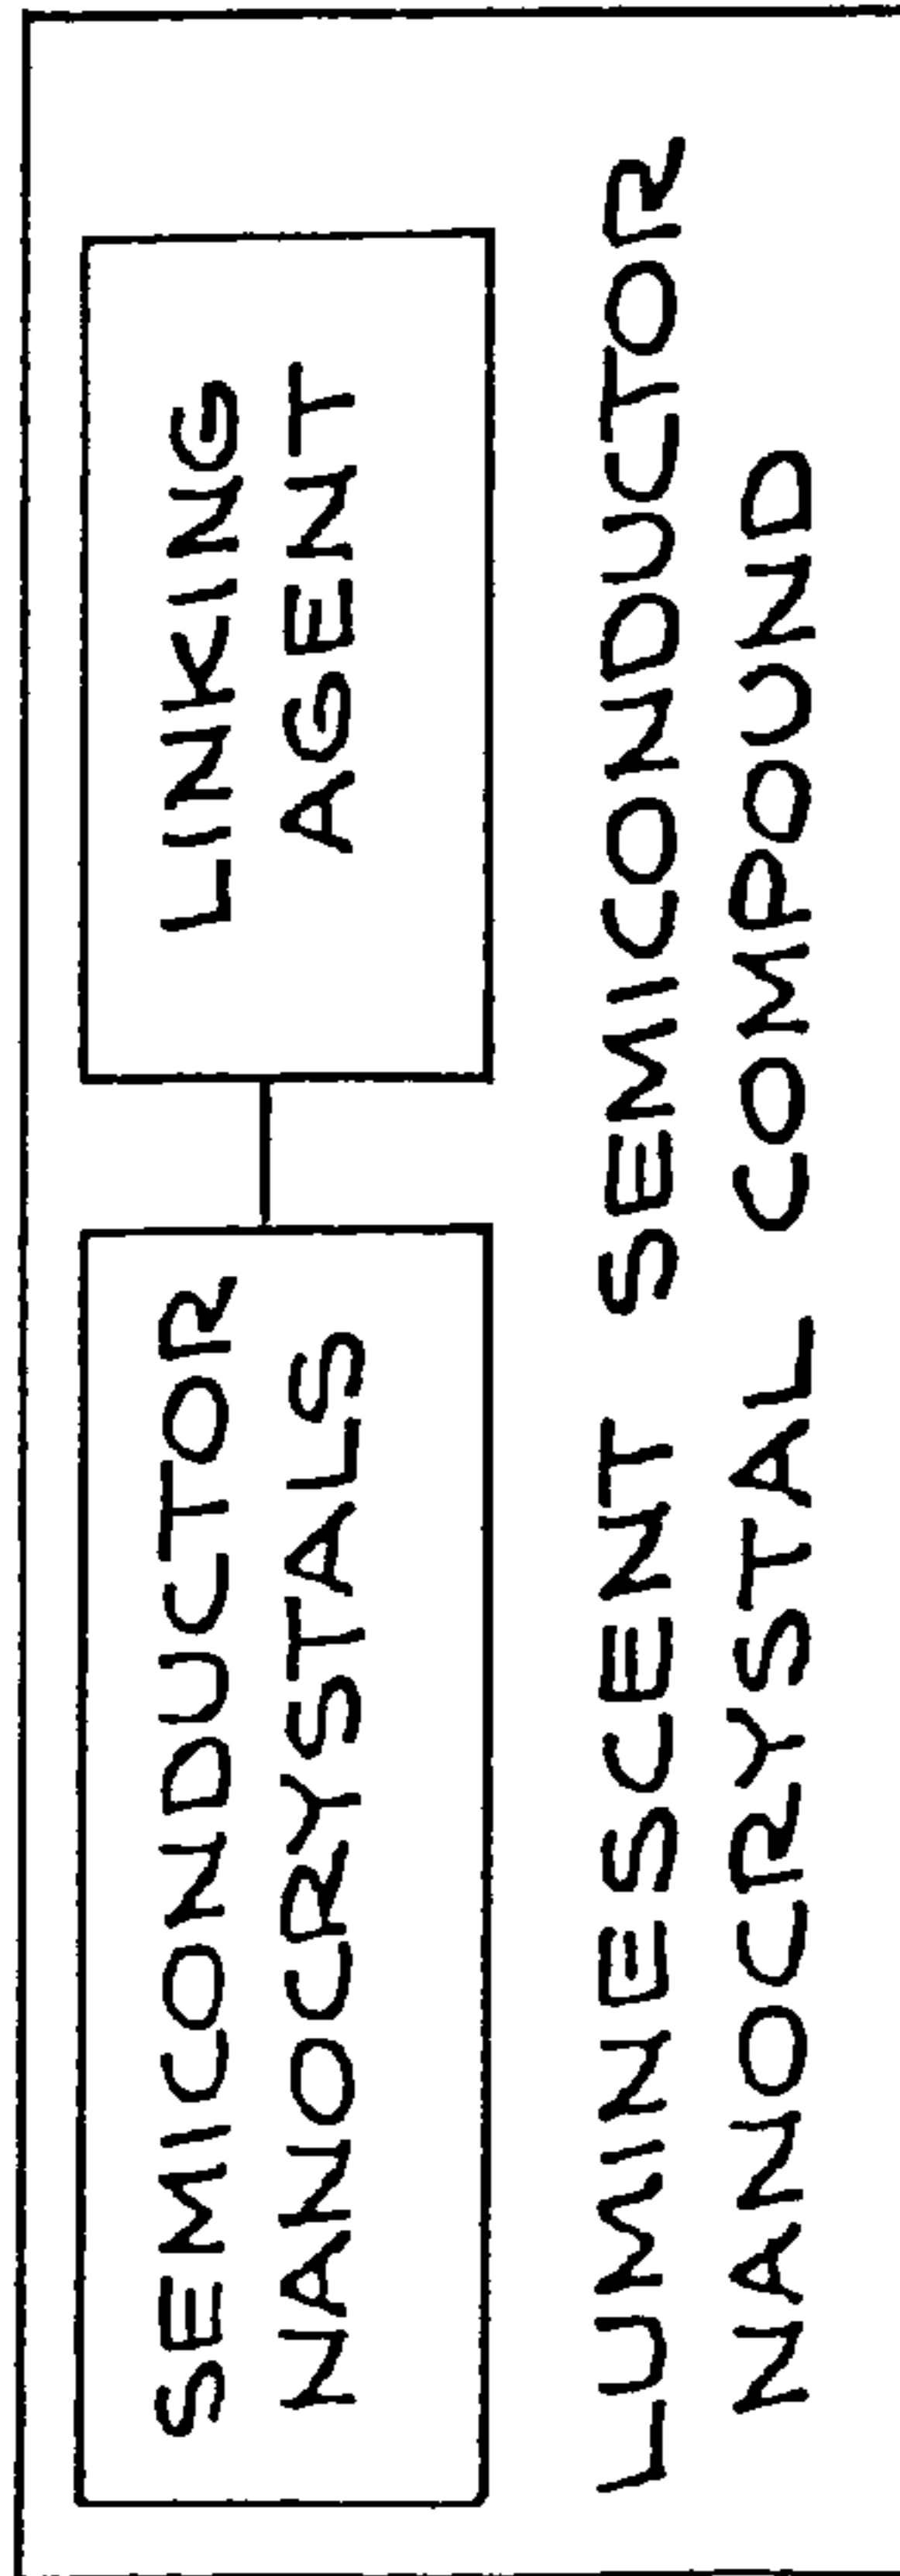 SEMICONDUCTOR
NANOCRYSTALS
LINKING
AGENT
LUMINESCENT SEMICONDUCTOR
NANOCRYSTAL COMPOUND